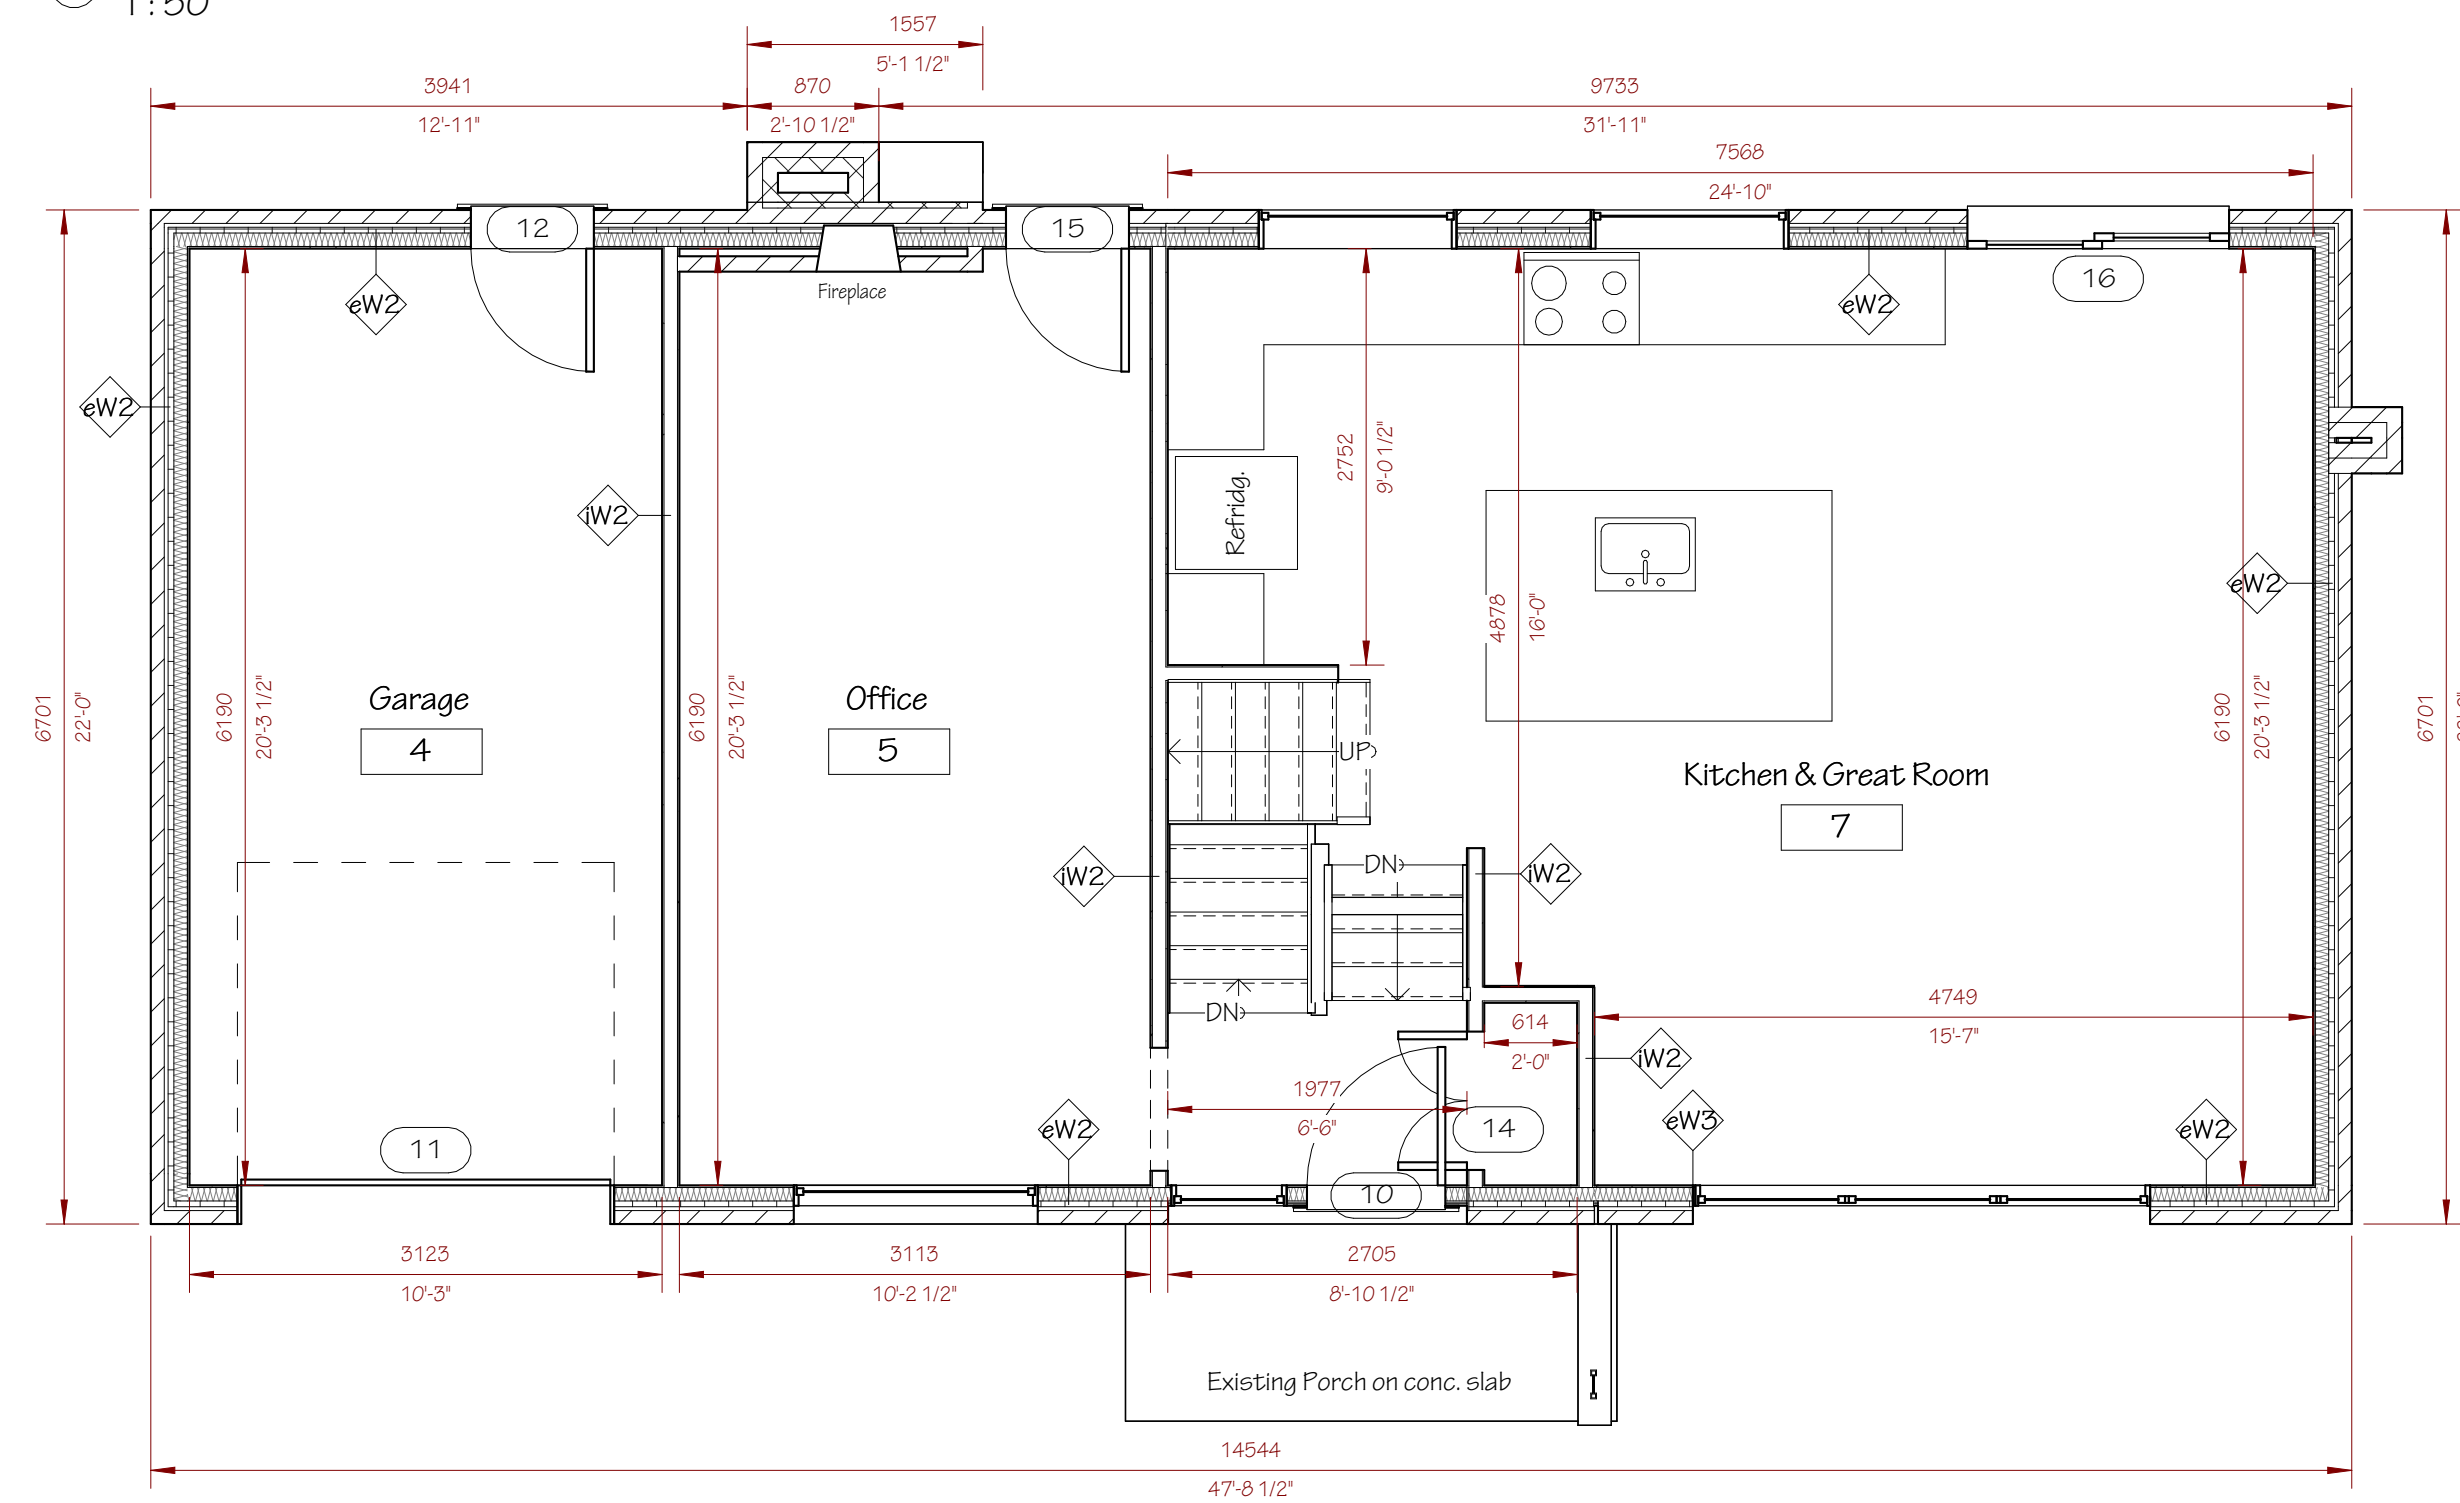 1 : 50
1557
5'-1 1/2"
3941
12'-11"
870
2'-10 1/2"
9733
31'-11"
7568
24'-10"
12
15
16
Fireplace
eW2
eW2
eW2
iW2
2752
9'-0 1/2"
Refridg.
eW2
4878
16'-0"
6701
22'-0"
6190
20'-3 1/2"
Garage
4
6190
20'-3 1/2"
Office
5
UP
Kitchen & Great Room
7
6190
20'-3 1/2"
6701
iW2
DN
iW2
DN
4749
15'-7"
614
2'-0"
iW2
1977
6'-6"
11
eW2
14
eW3
eW2
10
3123
10'-3"
3113
10'-2 1/2"
2705
8'-10 1/2"
Existing Porch on conc. slab
14544
47'-8 1/2"